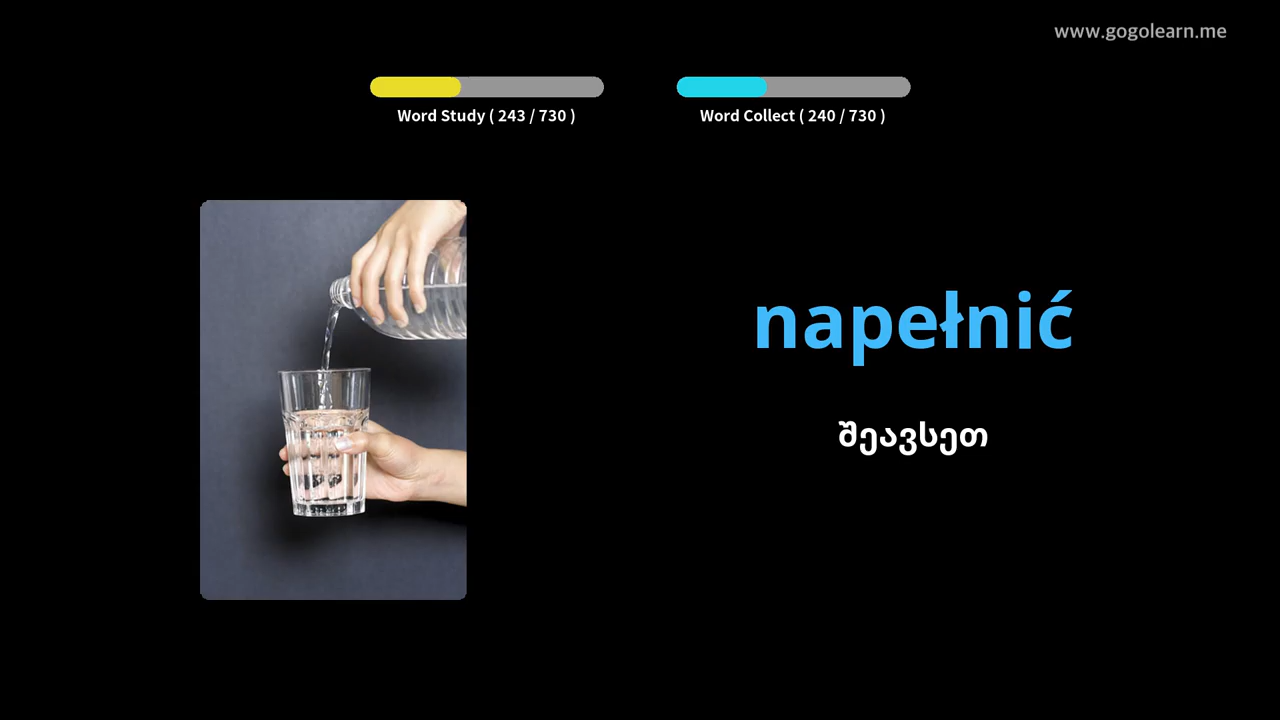 www.gogolearn.me
Word Study ( 243 / 730 )
Word Collect ( 240 / 730 )
napełnić
შეავსეთ